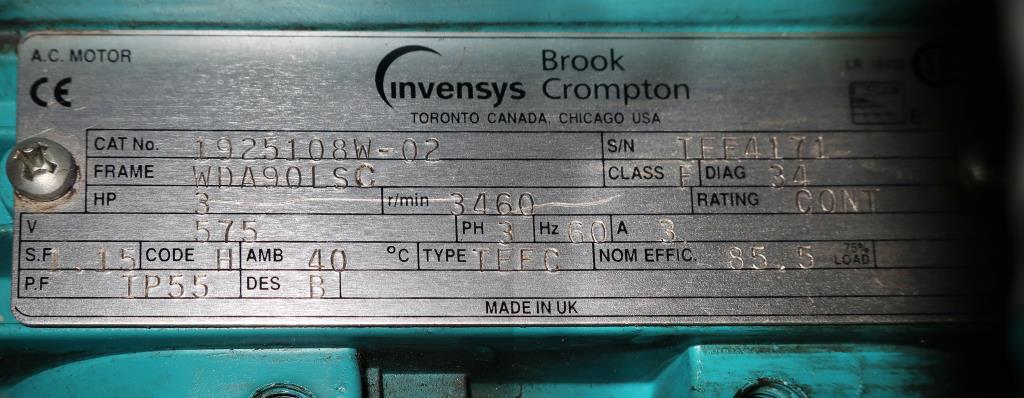 A.C. MOTOR
CE
invensys Brook Crompton
TORONTO CANADA, CHICAGO USA
CAT No. 1925108W-02 S/N
FRAME WDA90LSC CLASS F DIAG 34
HP 3 r/min 3460 RATING CONT
V 575 PH 3 Hz 60 A 3.
S.F 1.15 CODE H AMB 40 °C TYPE TEFC NOM EFFIC. 85.5 75% LOAD
P.F IP55 DES B
MADE IN UK
LR
E